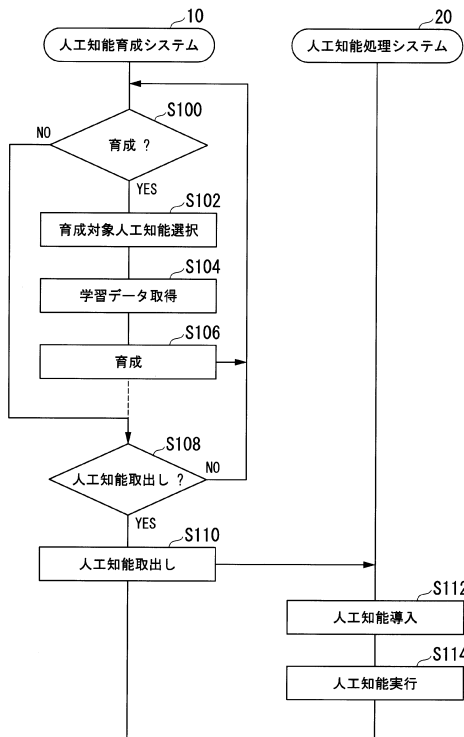 10
人工知能育成システム
20
人工知能処理システム
S100
育成 ?
NO
YES
S102
育成対象人工知能選択
S104
学習データ取得
S106
育成
S108
人工知能取出し ?
NO
YES
S110
人工知能取出し
S112
人工知能導入
S114
人工知能実行